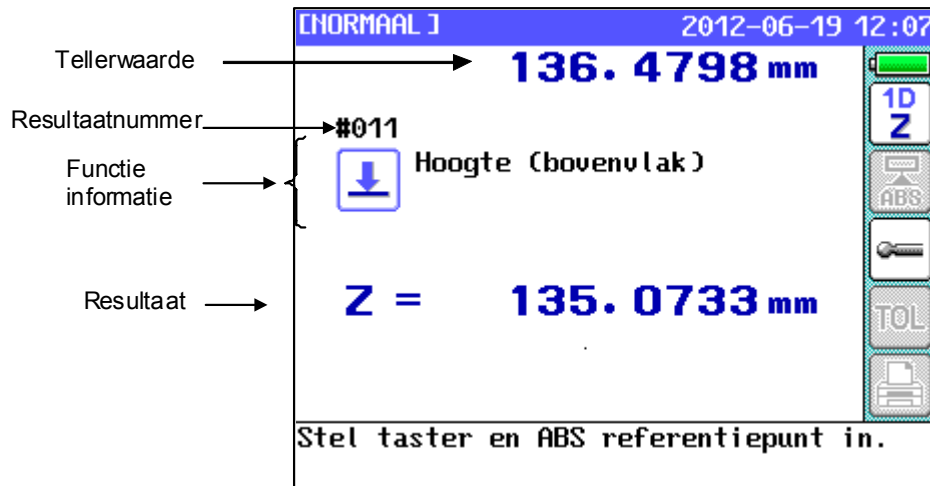 [NORMAAL] 2012-06-19 12:07
Tellerwaarde
136.4798 mm
1D
Z
Resultaatnummer
#011
Functie
informatie
Hoogte (bovenvlak)
ABS
Resultaat
Z = 135.0733 mm
TOL
Stel taster en ABS referentiepunt in.